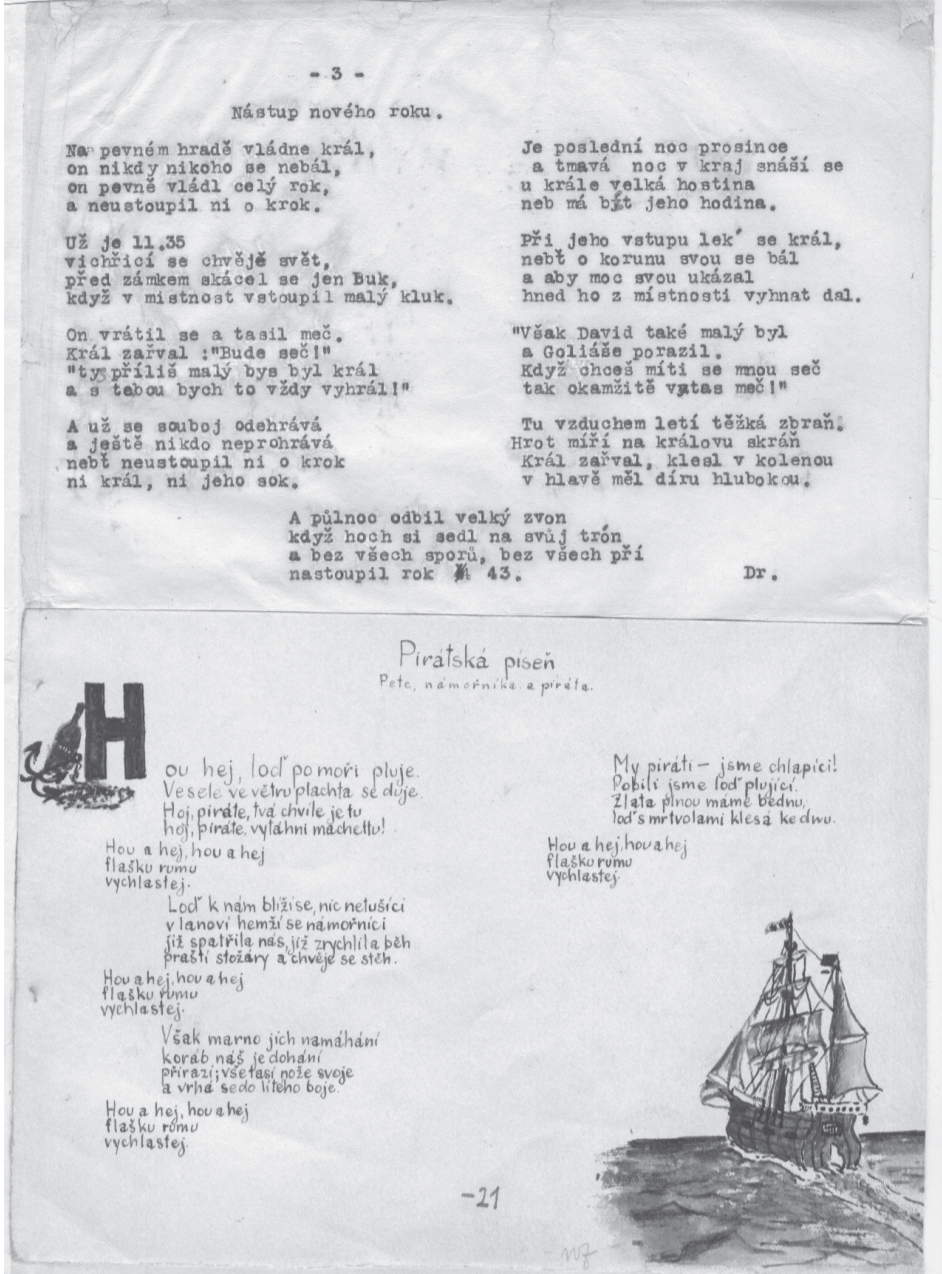 - 3 -
Nástup nového roku.
Na pevném hradě vládne král,
on nikdy nikoho se nebál,
on pevně vládl celý rok,
a neustoupil ni o krok.
Je poslední noc prosince
a tmavá noc v kraj snáší se
u krále velká hostina
neb má být jeho hodina.
Už je 11.35
vichřicí se chvěje svět,
před zámkem skácel se jen Buk,
když v mistnost vstoupil malý kluk.
Při jeho vstupu lek´ se král,
nebť o korunu svou se bál
a aby moc svou ukázal
hned ho z místnosti vyhnat dal.
On vrátil se a tasil meč.
Král zařval :"Bude seč!"
"ty příliš malý bys byl král
a s tebou bych to vždy vyhrál!"
"Však David také malý byl
a Goliáše porazil.
Když chceš míti se mnou seč
tak okamžitě vytas meč!"
A už se souboj odehrává
a ještě nikdo neprohrává
nebť neustoupil ni o krok
ni král, ni jeho sok.
Tu vzduchem letí těžká zbraň.
Hrot míří na královu skráň
Král zařval, klesl v kolenou
v hlavě měl díru hlubokou.
A půlnoc odbil velký zvon
když hoch si sedl na svůj trón
a bez všech sporů, bez všech pří
nastoupil rok 43.
Dr.
Pirátská píseň
Petc, námořníka a piráta.
Hou hej, loď po moři pluje.
Vesele ve větru plachta se duje.
Hoj, piráte, tvá chvíle je tu
hoj, piráte, vytáhni machettu!
Hou a hej, hou a hej
flašku rumu
vychlastej.
Loď k nám blíží se, nic netušící
v lanoví hemží se námořníci
již spatřila nás, již zrychlila běh
praští stožáry a chvěje se stěh.
Hou a hej, hou a hej
flašku rumu
vychlastej.
Však marno jich namáhání
koráb náš je dohání
přirazí; vše tasí nože svoje
a vrhá se do lítého boje.
Hou a hej, hou a hej
flašku rumu
vychlastej.
My piráti – jsme chlapíci!
Pobili jsme loď plující.
Zlata plnou máme bednu,
loď s mrtvolami klesá ke dnu.
Hou a hej, hou a hej
flašku rumu
vychlastej.
-21